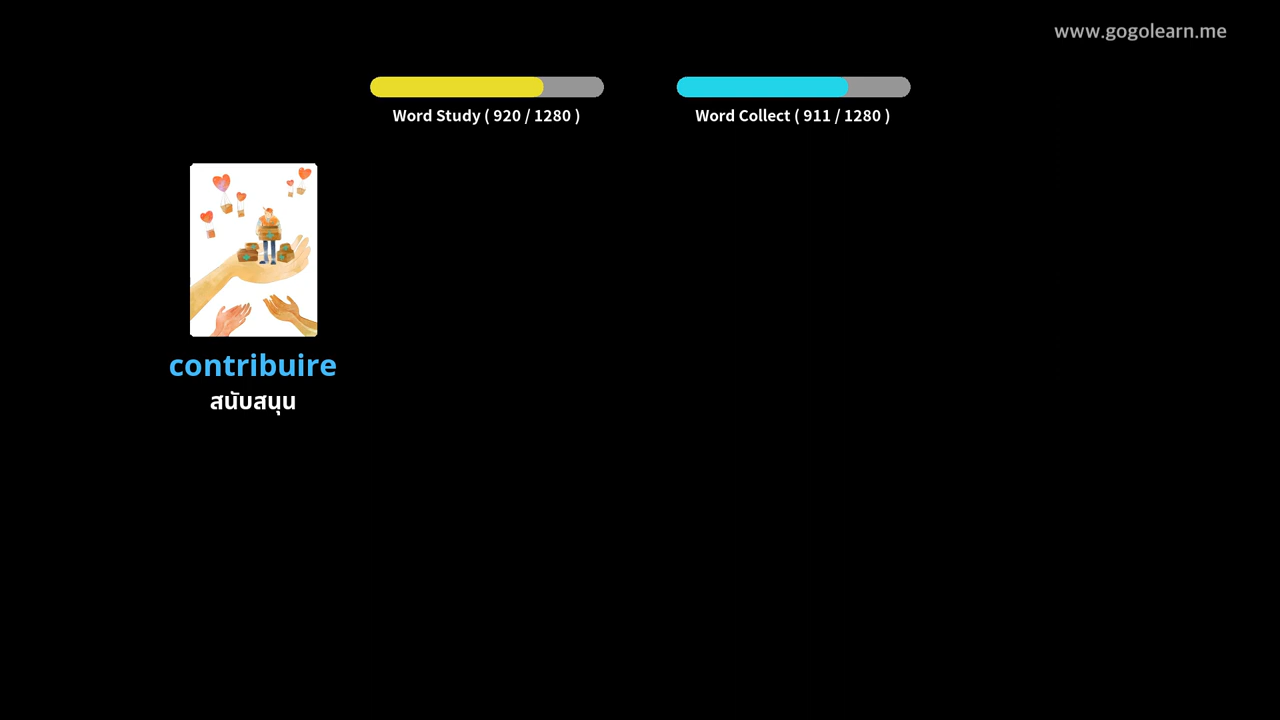 www.gogolearn.me
Word Study ( 920 / 1280 )
Word Collect ( 911 / 1280 )
contribuire
สนับสนุน